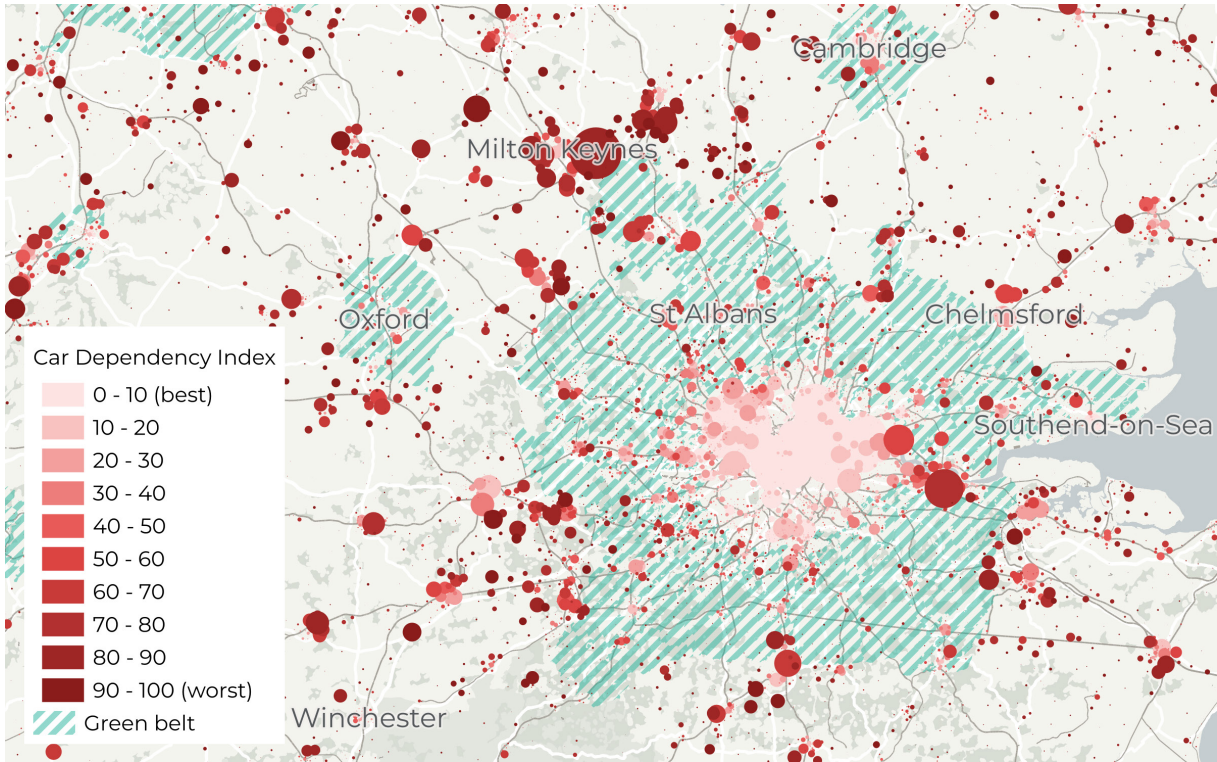 Cambridge
Milton Keynes
St Albans
Chelmsford
Oxford
Southend-on-Sea
Winchester
Car Dependency Index
0 - 10 (best)
10 - 20
20 - 30
30 - 40
40 - 50
50 - 60
60 - 70
70 - 80
80 - 90
90 - 100 (worst)
Green belt